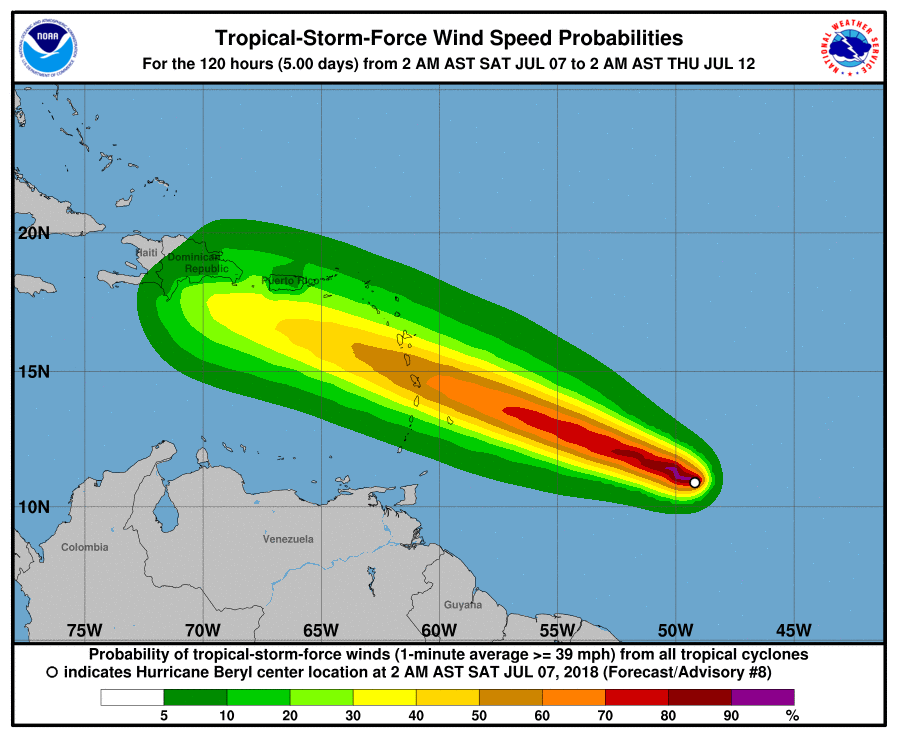 Tropical-Storm-Force Wind Speed Probabilities
For the 120 hours (5.00 days) from 2 AM AST SAT JUL 07 to 2 AM AST THU JUL 12
NOAA
NATIONAL WEATHER SERVICE
20N
Haiti
Dominican
Republic
Puerto Rico
15N
10N
Colombia
Venezuela
Guyana
75W 70W 65W 60W 55W 50W 45W
Probability of tropical-storm-force winds (1-minute average >= 39 mph) from all tropical cyclones
indicates Hurricane Beryl center location at 2 AM AST SAT JUL 07, 2018 (Forecast/Advisory #8)
5 10 20 30 40 50 60 70 80 90 %